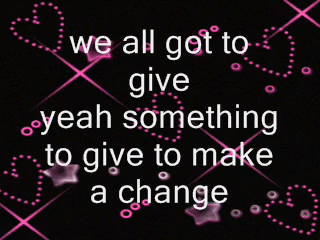 we all got to
give
yeah something
to give to make
a change